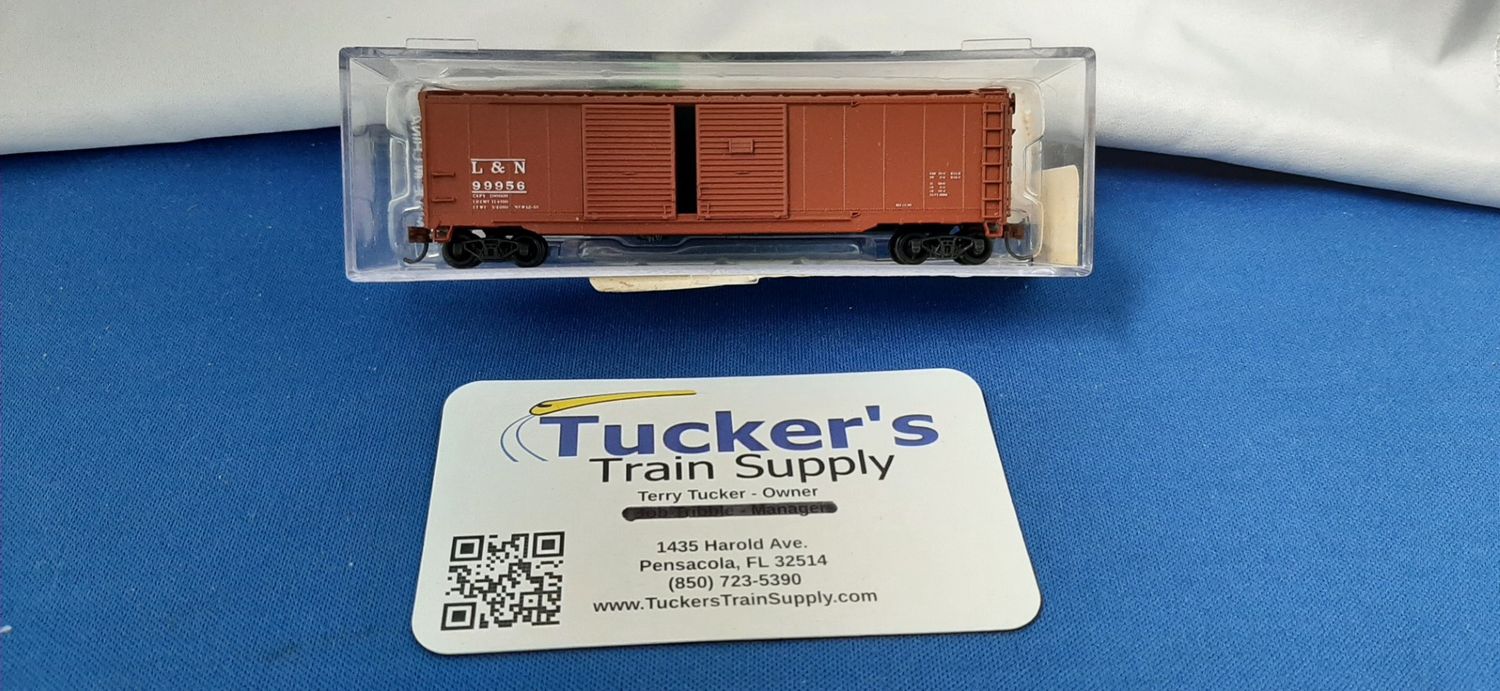 L & N
99956
Tucker's
Train Supply
Terry Tucker - Owner
- Manager
1435 Harold Ave.
Pensacola, FL 32514
(850) 723-5390
www.TuckersTrainSupply.com